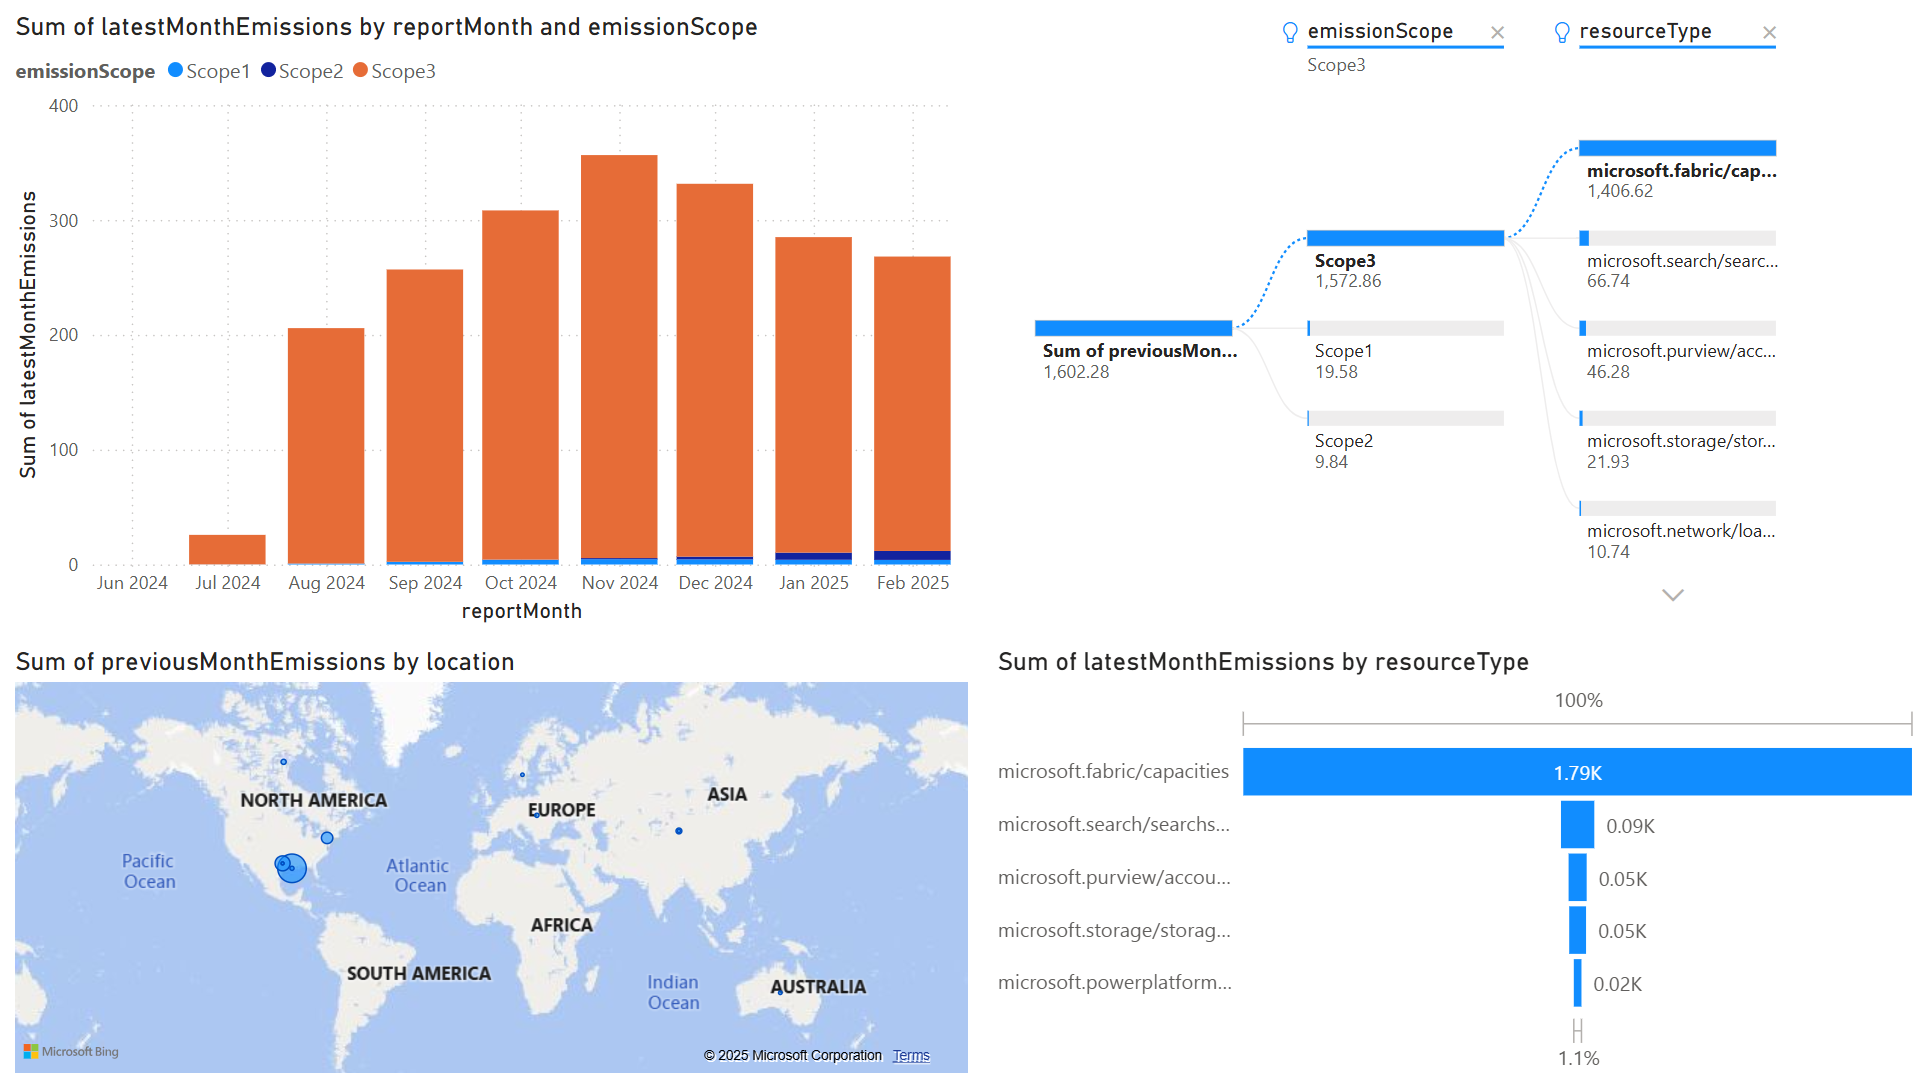 Sum of latestMonthEmissions by reportMonth and emissionScope
emissionScope Scope1 Scope2 Scope3
Sum of latestMonthEmissions
400
300
200
100
0
Jun 2024 Jul 2024 Aug 2024 Sep 2024 Oct 2024 Nov 2024 Dec 2024 Jan 2025 Feb 2025
reportMonth
emissionScope
Scope3
resourceType
Sum of previousMon...
1,602.28
Scope3
1,572.86
Scope1
19.58
Scope2
9.84
microsoft.fabric/cap...
1,406.62
microsoft.search/searc...
66.74
microsoft.purview/acc...
46.28
microsoft.storage/stor...
21.93
microsoft.network/loa...
10.74
Sum of previousMonthEmissions by location
NORTH AMERICA
EUROPE
ASIA
Pacific
Ocean
Atlantic
Ocean
AFRICA
SOUTH AMERICA
Indian
Ocean
AUSTRALIA
Microsoft Bing
© 2025 Microsoft Corporation Terms
Sum of latestMonthEmissions by resourceType
100%
microsoft.fabric/capacities 1.79K
microsoft.search/searchs... 0.09K
microsoft.purview/accou... 0.05K
microsoft.storage/storag... 0.05K
microsoft.powerplatform... 0.02K
1.1%